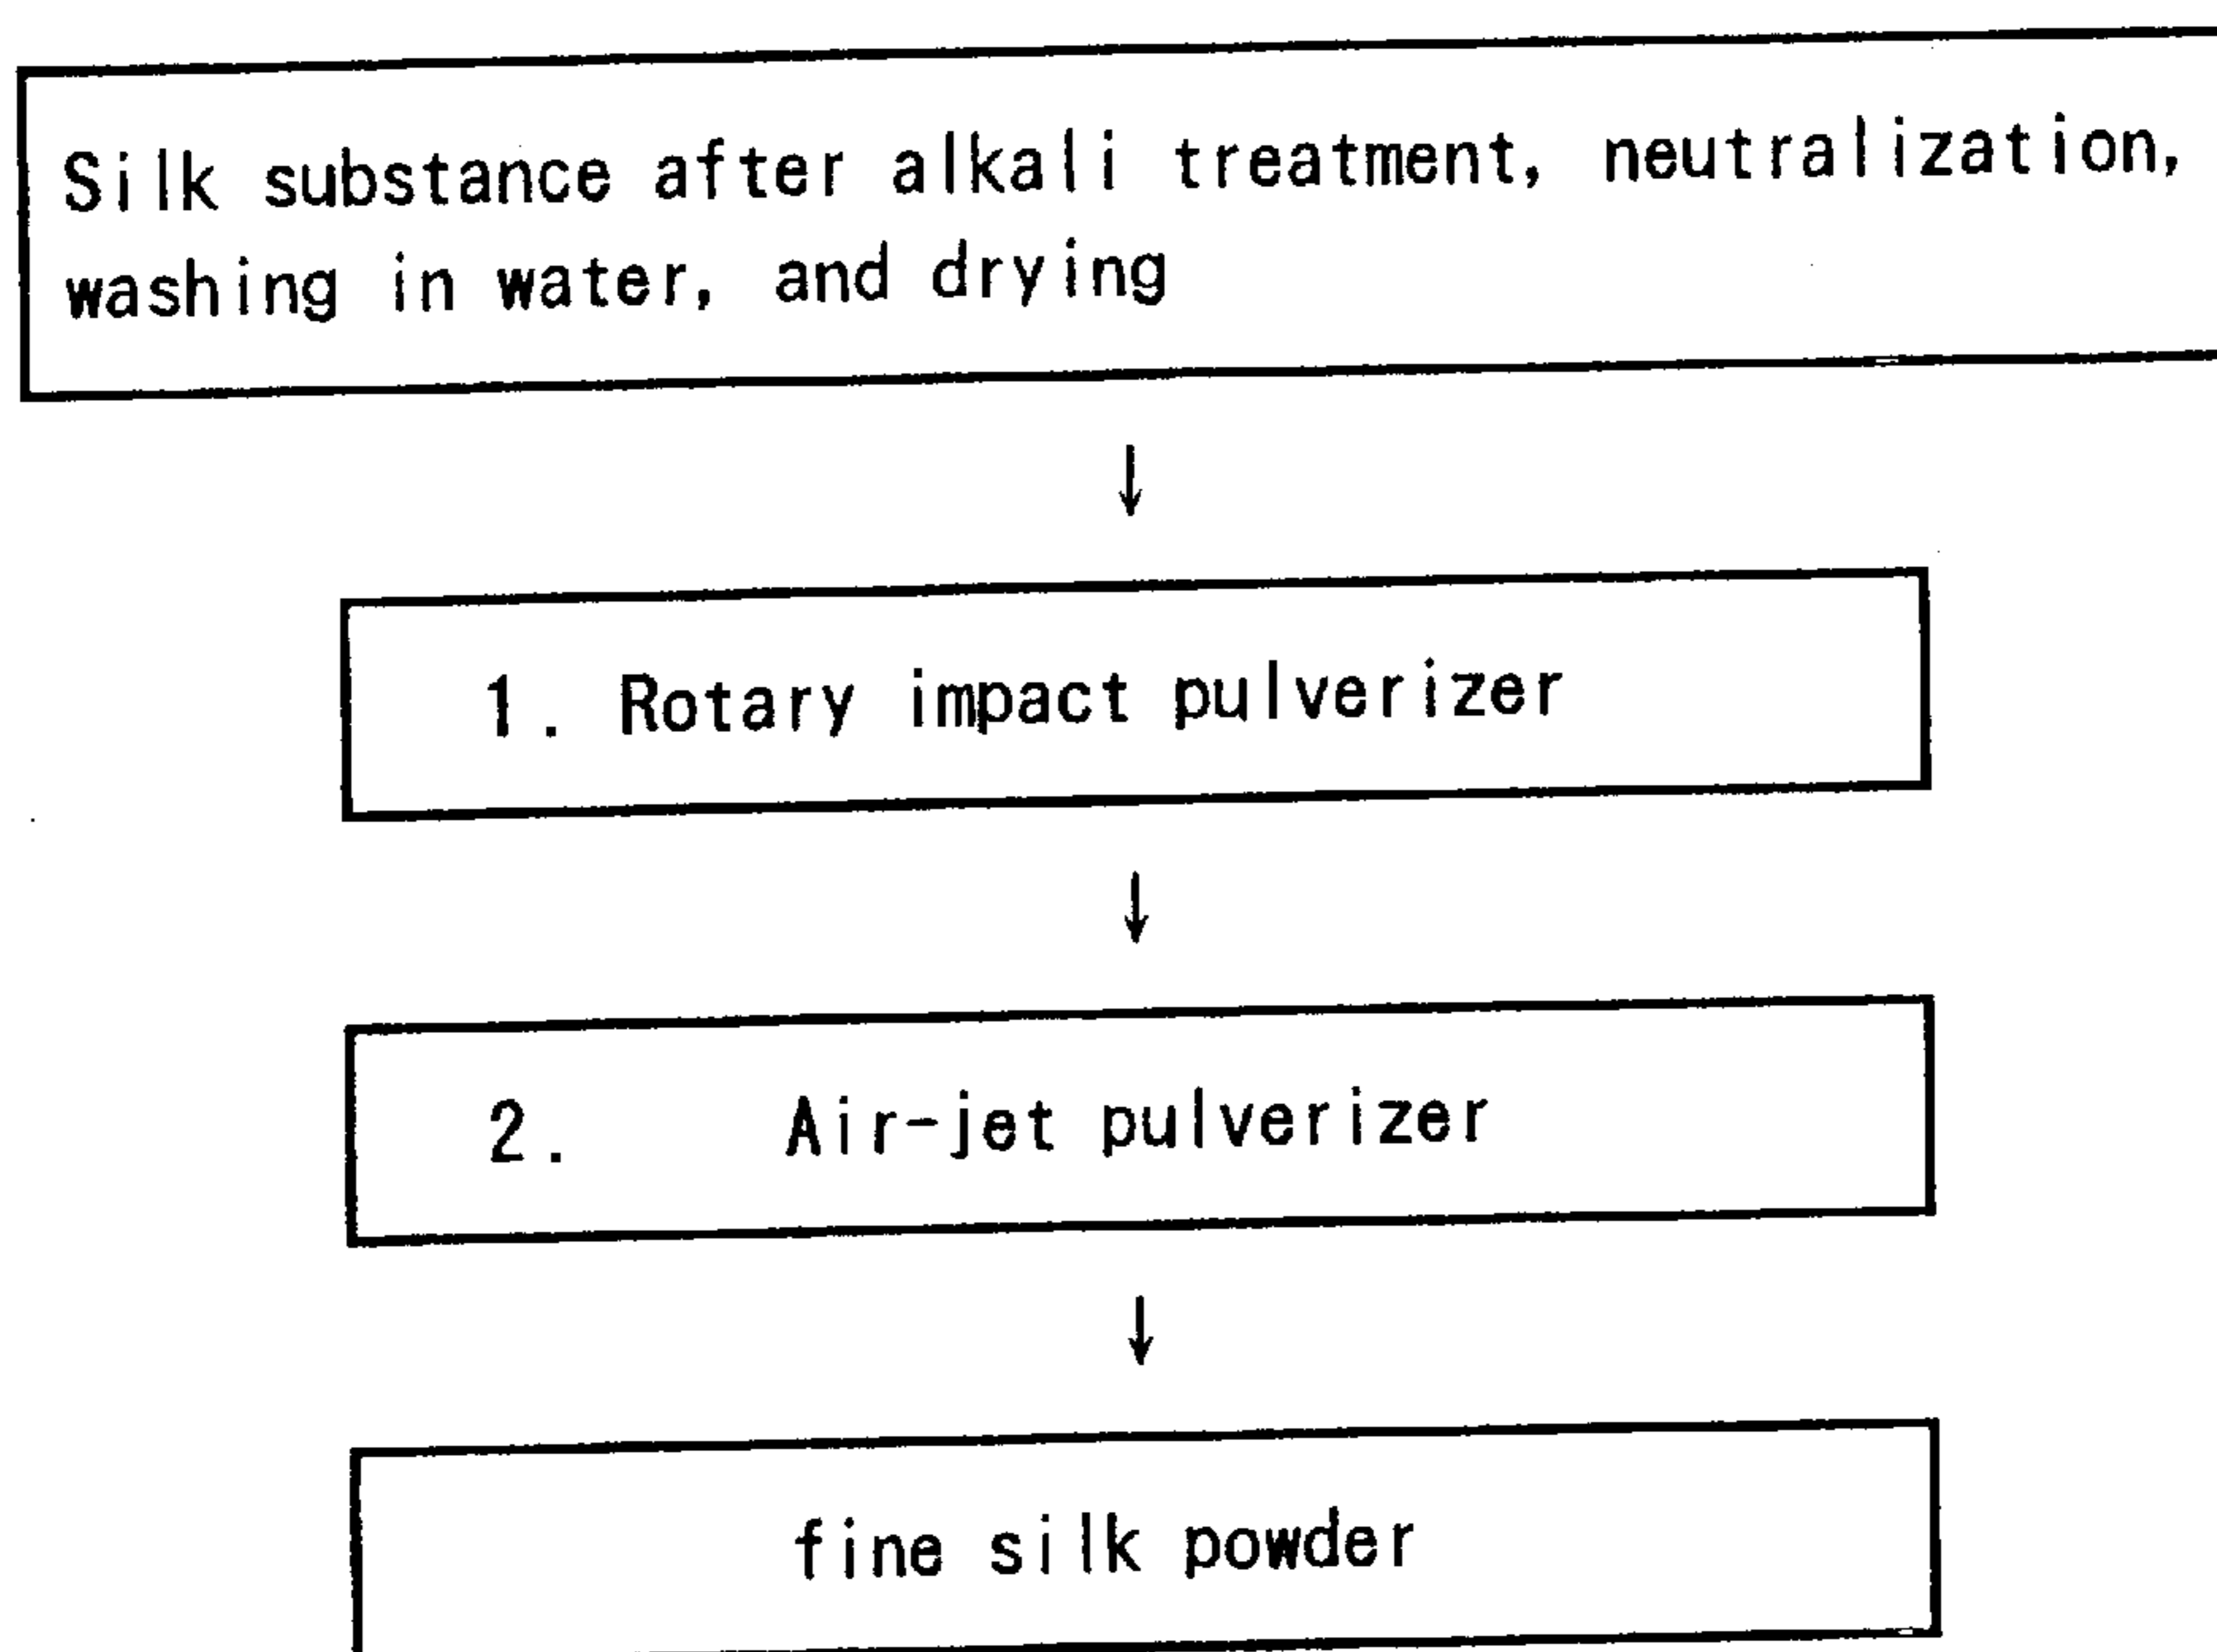 Silk substance after alkali treatment, neutralization,
washing in water, and drying
↓
1. Rotary impact pulverizer
↓
2. Air-jet pulverizer
↓
fine silk powder